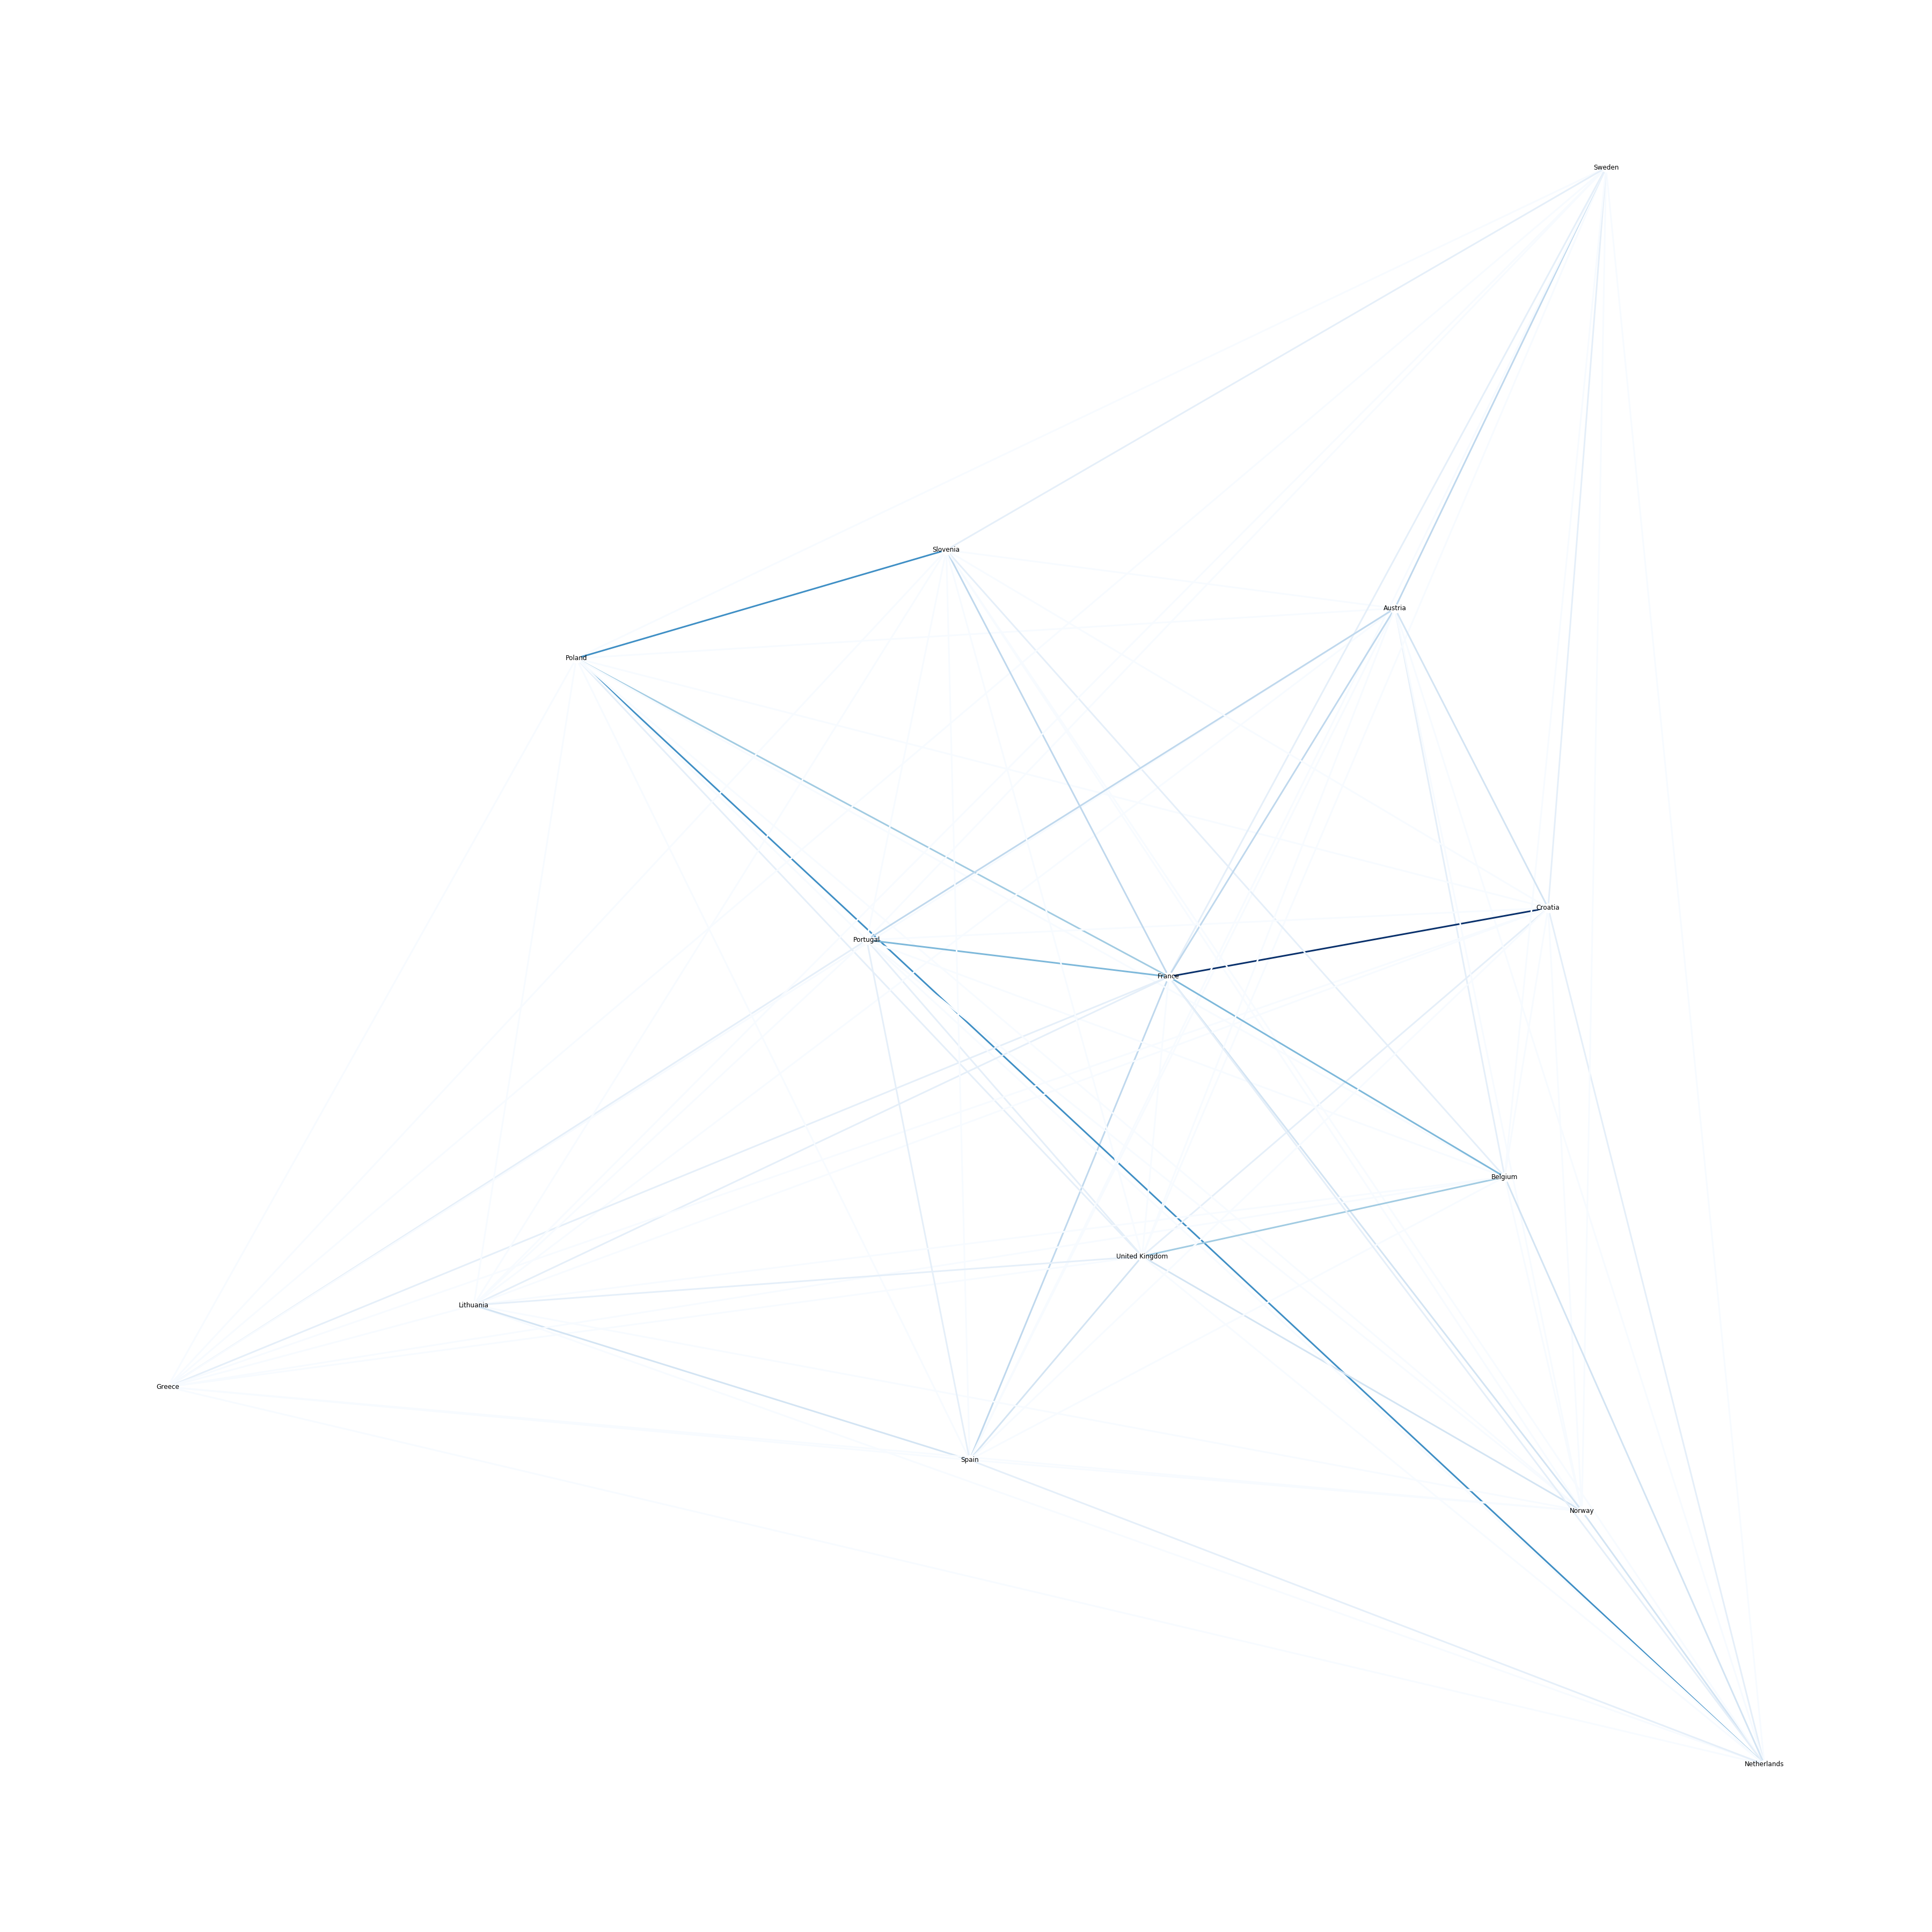 Sweden
Slovenia
Austria
Poland
Croatia
Portugal
France
Belgium
United Kingdom
Lithuania
Greece
Spain
Norway
Netherlands